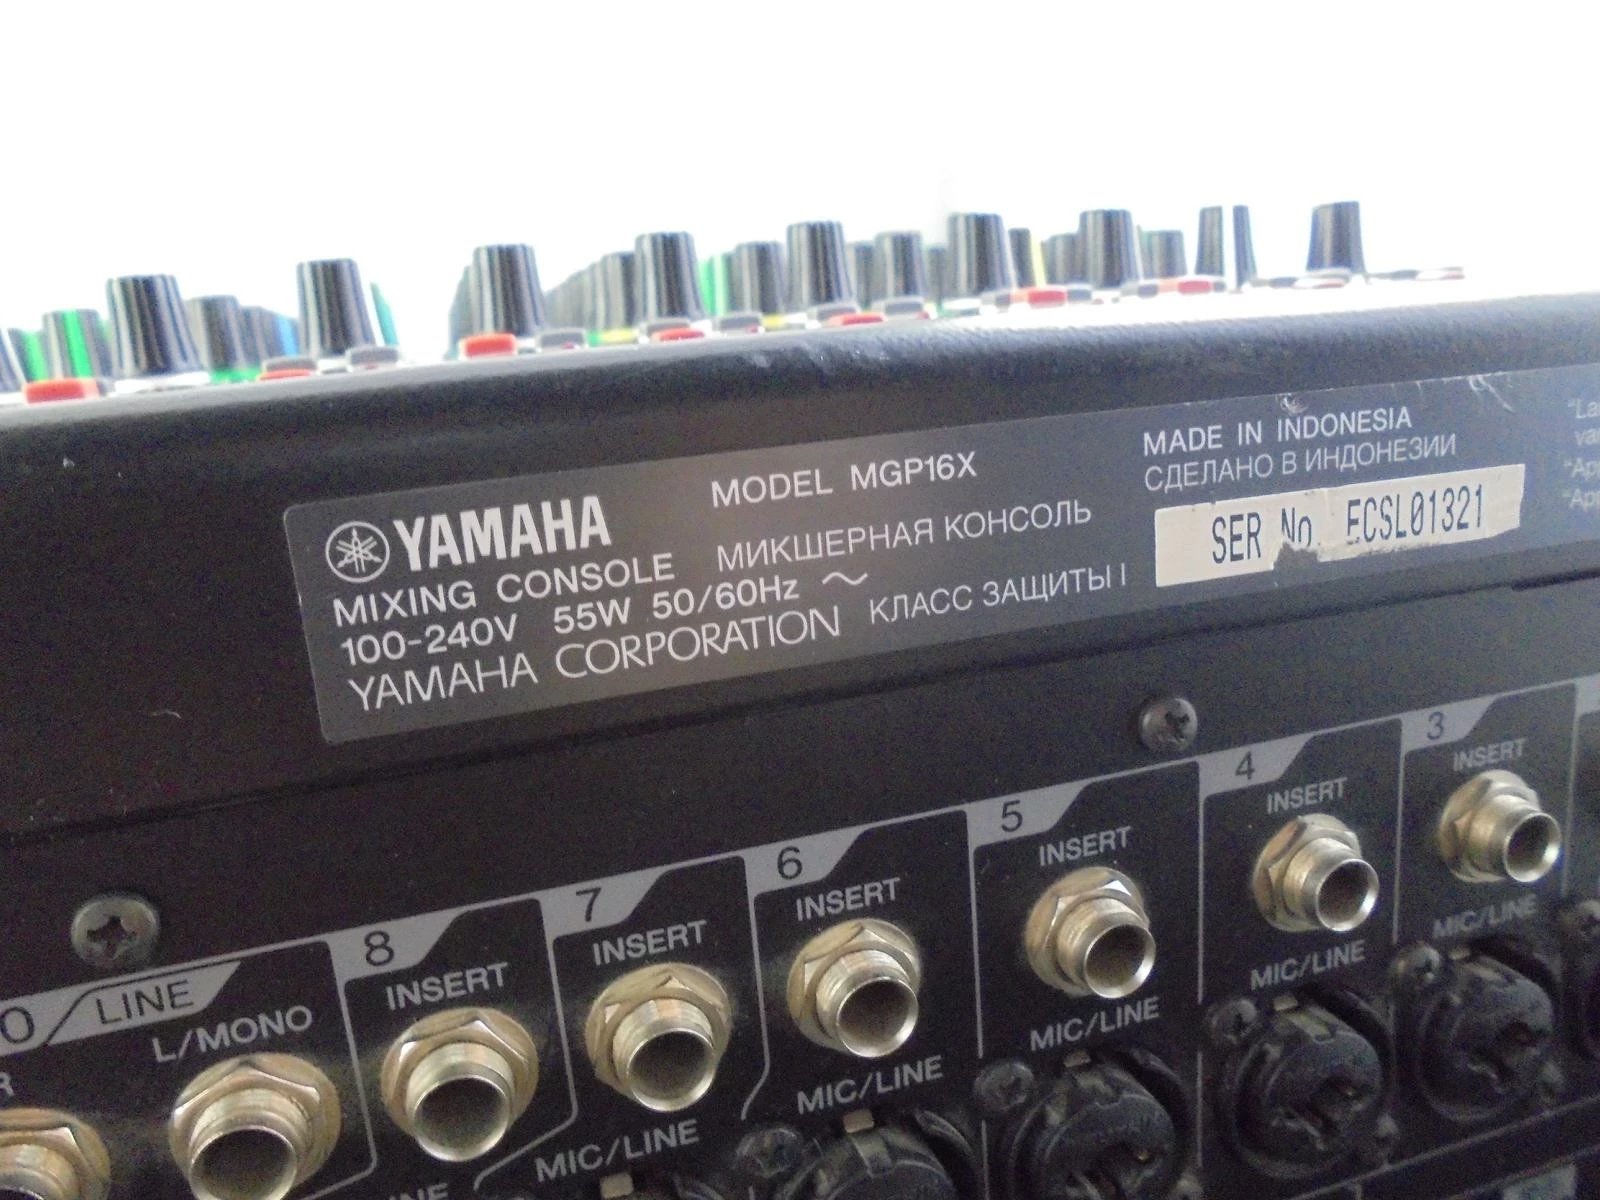 YAMAHA
MODEL MGP16X
MIXING CONSOLE МИКШЕРНАЯ КОНСОЛЬ
100-240V 55W 50/60Hz ~
YAMAHA CORPORATION КЛАСС ЗАЩИТЫ I
MADE IN INDONESIA
СДЕЛАНО В ИНДОНЕЗИИ
SER No. ECSL01321
LINE
L/MONO
R
8
INSERT
7
INSERT
MIC/LINE
6
INSERT
MIC/LINE
5
INSERT
MIC/LINE
4
INSERT
MIC/LINE
3
INSERT
MIC/LINE